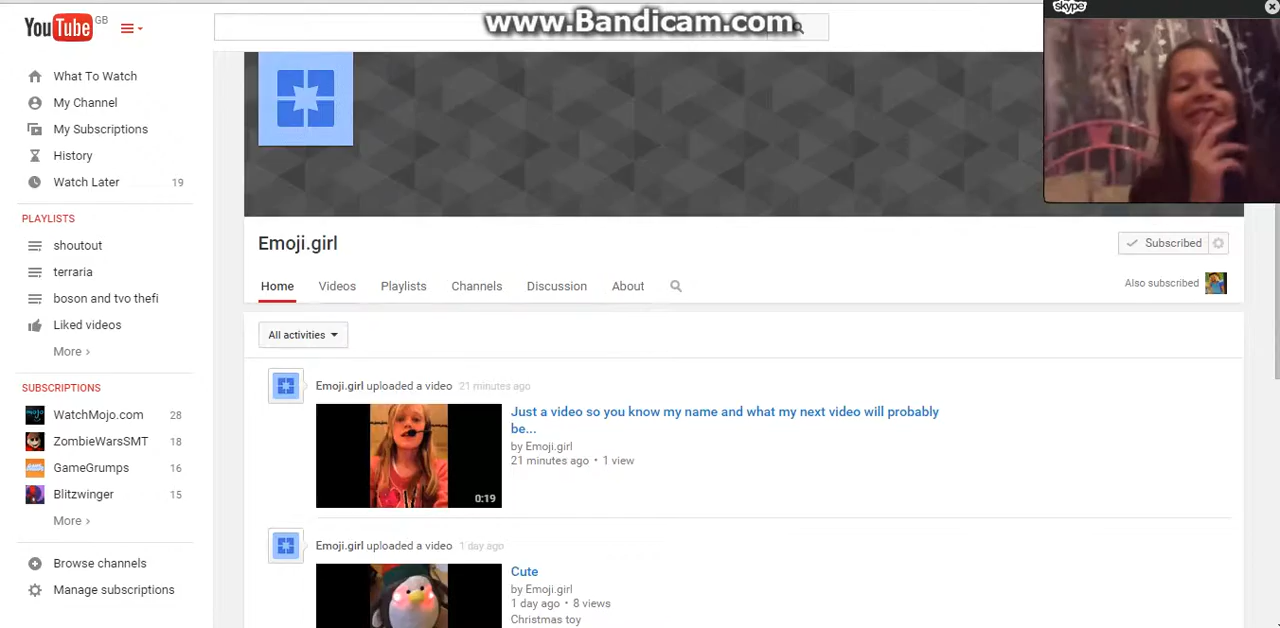 www.Bandicam.com
skype
YouTube GB
What To Watch
My Channel
My Subscriptions
History
Watch Later 19
PLAYLISTS
shoutout
terraria
boson and tvo thefi
Liked videos
More ›
SUBSCRIPTIONS
WatchMojo.com 28
ZombieWarsSMT 18
GameGrumps 16
Blitzwinger 15
More ›
Browse channels
Manage subscriptions
Emoji.girl
Subscribed
Home Videos Playlists Channels Discussion About
Also subscribed
All activities
Emoji.girl uploaded a video 21 minutes ago
0:19
Just a video so you know my name and what my next video will probably
be...
by Emoji.girl
21 minutes ago • 1 view
Emoji.girl uploaded a video 1 day ago
Cute
by Emoji.girl
1 day ago • 8 views
Christmas toy